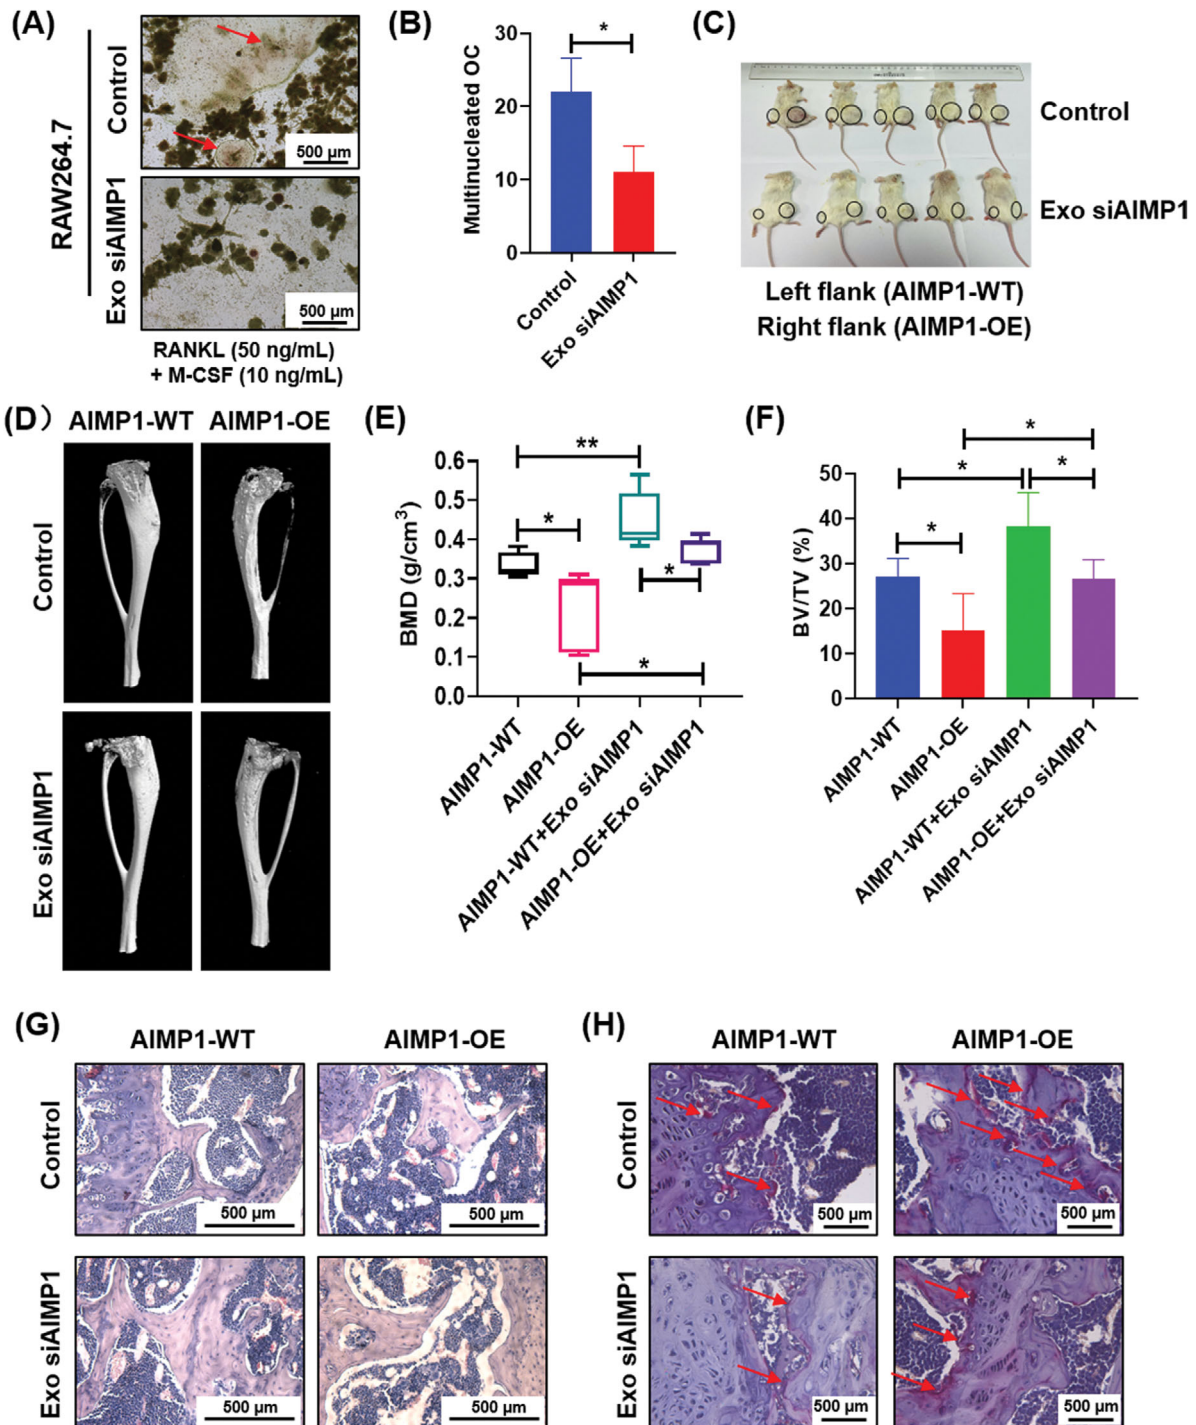 (A)
RAW264.7
Control
500 μm
Exo siAIMP1
500 μm
RANKL (50 ng/mL)
+ M-CSF (10 ng/mL)
(B)
Multinucleated OC
30
20
10
0
*
Control
Exo siAIMP1
(C)
Control
Exo siAIMP1
Left flank (AIMP1-WT)
Right flank (AIMP1-OE)
(D)
AIMP1-WT AIMP1-OE
Control
Exo siAIMP1
(E)
BMD (g/cm³)
0.6
0.5
0.4
0.3
0.2
0.1
0.0
**
*
*
*
AIMP1-WT
AIMP1-OE
AIMP1-WT+Exo siAIMP1
AIMP1-OE+Exo siAIMP1
(F)
BV/TV (%)
50
40
30
20
10
0
*
*
*
*
AIMP1-WT
AIMP1-OE
AIMP1-WT+Exo siAIMP1
AIMP1-OE+Exo siAIMP1
(G)
AIMP1-WT AIMP1-OE
Control
500 μm
500 μm
Exo siAIMP1
500 μm
500 μm
(H)
AIMP1-WT AIMP1-OE
Control
500 μm
500 μm
Exo siAIMP1
500 μm
500 μm